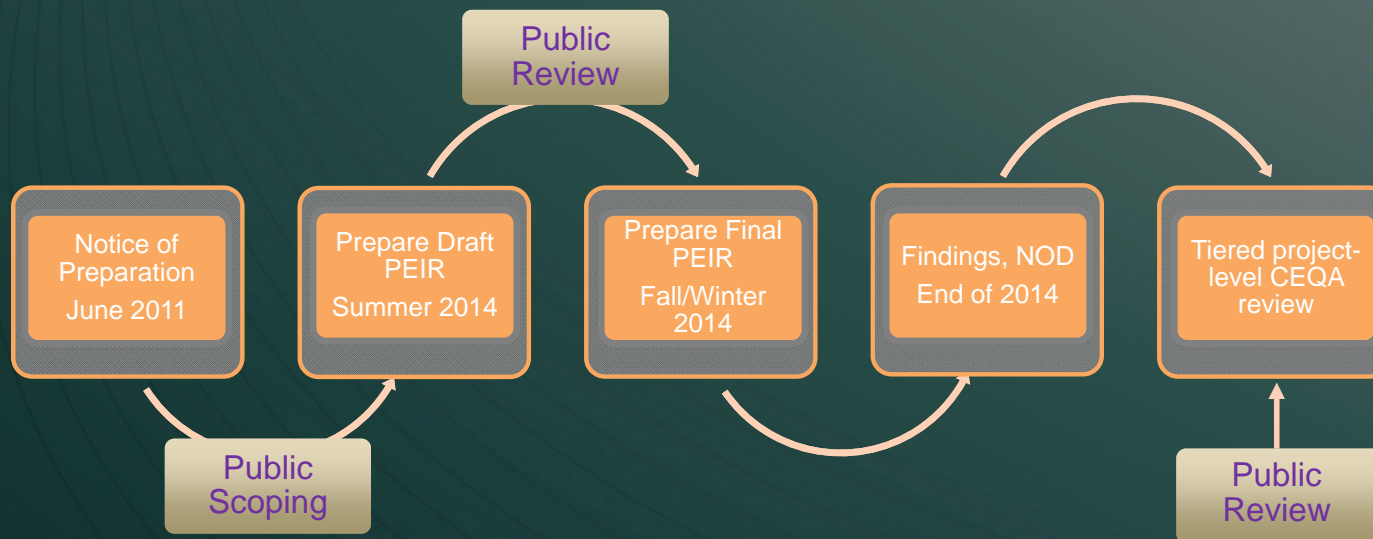 Public
Review
Notice of
Preparation
June 2011
Prepare Draft
PEIR
Summer 2014
Prepare Final
PEIR
Fall/Winter
2014
Findings, NOD
End of 2014
Tiered project-
level CEQA
review
Public
Scoping
Public
Review